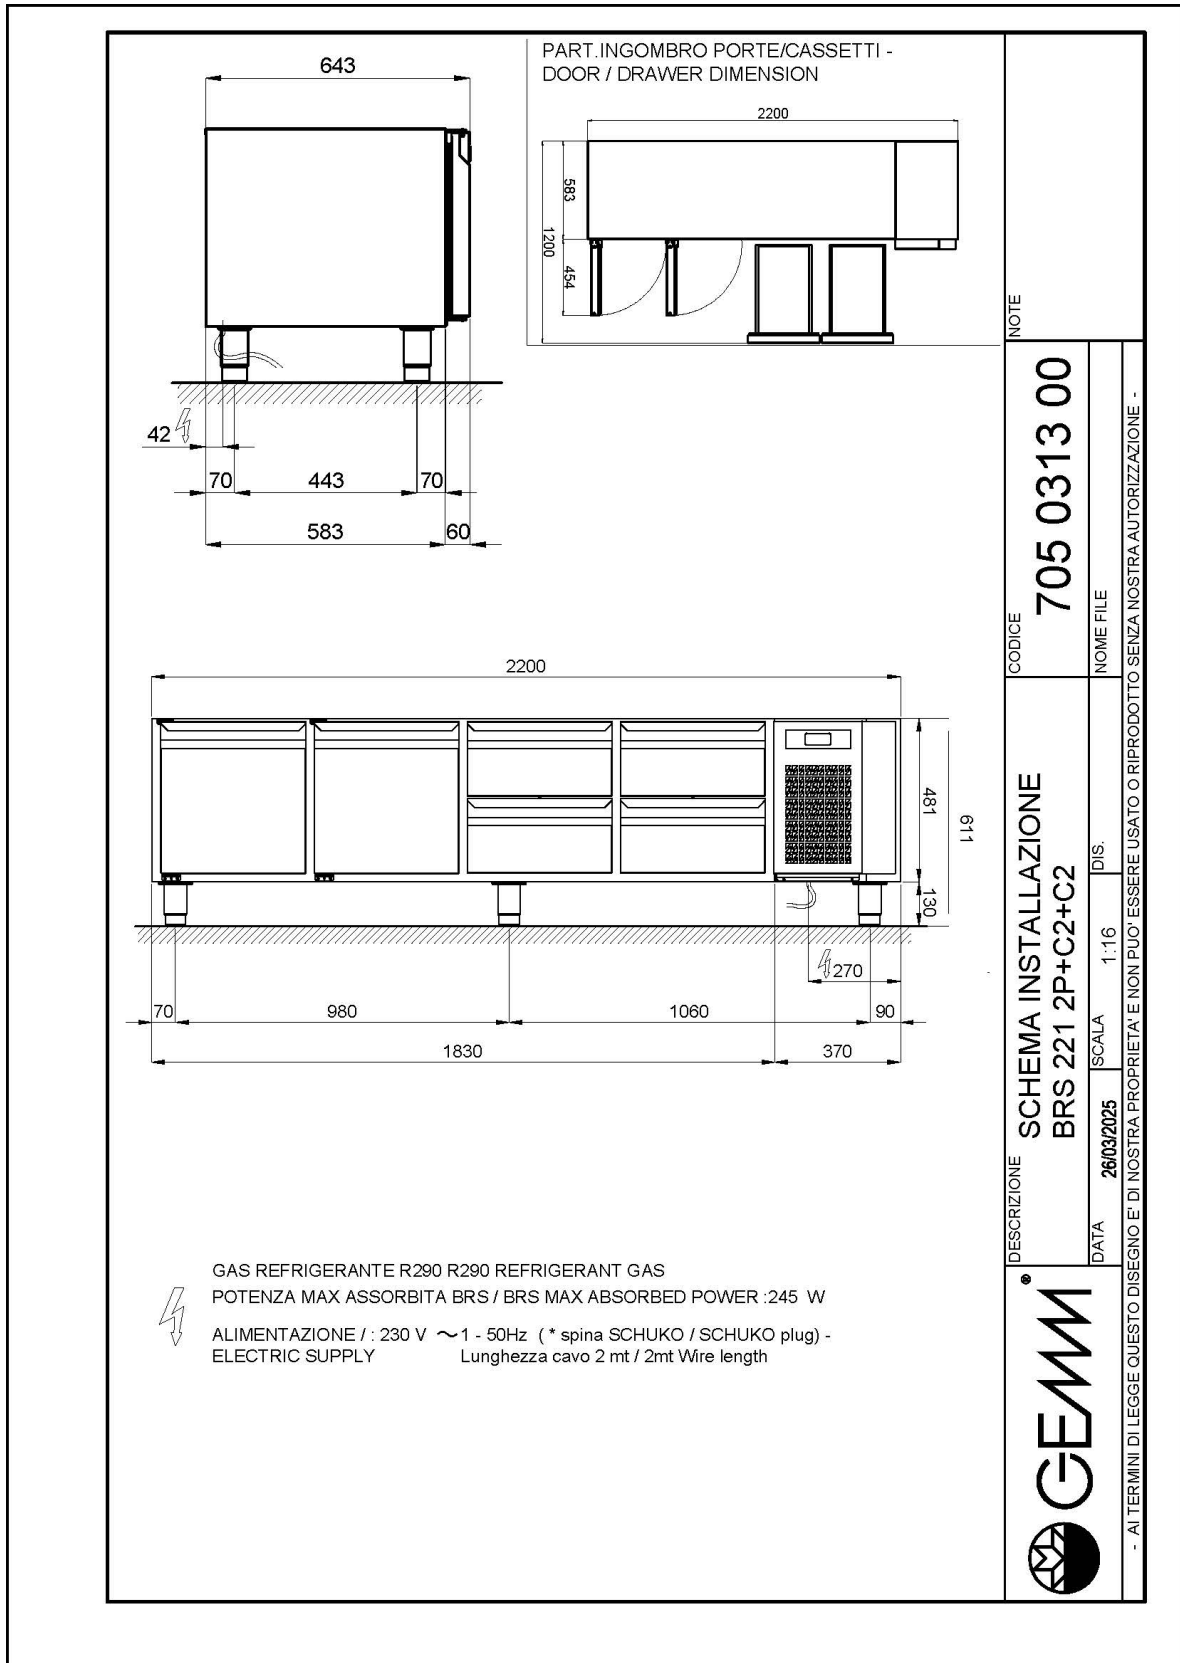 643
PART.INGOMBRO PORTE/CASSETTI -
DOOR / DRAWER DIMENSION
2200
583
1200
454
42
70
443
70
583
60
2200
481
611
130
270
70
980
1060
90
1830
370
GAS REFRIGERANTE R290 R290 REFRIGERANT GAS
POTENZA MAX ASSORBITA BRS / BRS MAX ABSORBED POWER :245 W
ALIMENTAZIONE / : 230 V ~ 1 - 50Hz ( * spina SCHUKO / SCHUKO plug) -
ELECTRIC SUPPLY Lunghezza cavo 2 mt / 2mt Wire length
GEMM ®
DESCRIZIONE
SCHEMA INSTALLAZIONE
BRS 221 2P+C2+C2
DATA
26/03/2025
SCALA
1:16
DIS.
CODICE
705 0313 00
NOME FILE
NOTE
- AI TERMINI DI LEGGE QUESTO DISEGNO E' DI NOSTRA PROPRIETA' E NON PUO' ESSERE USATO O RIPRODOTTO SENZA NOSTRA AUTORIZZAZIONE -